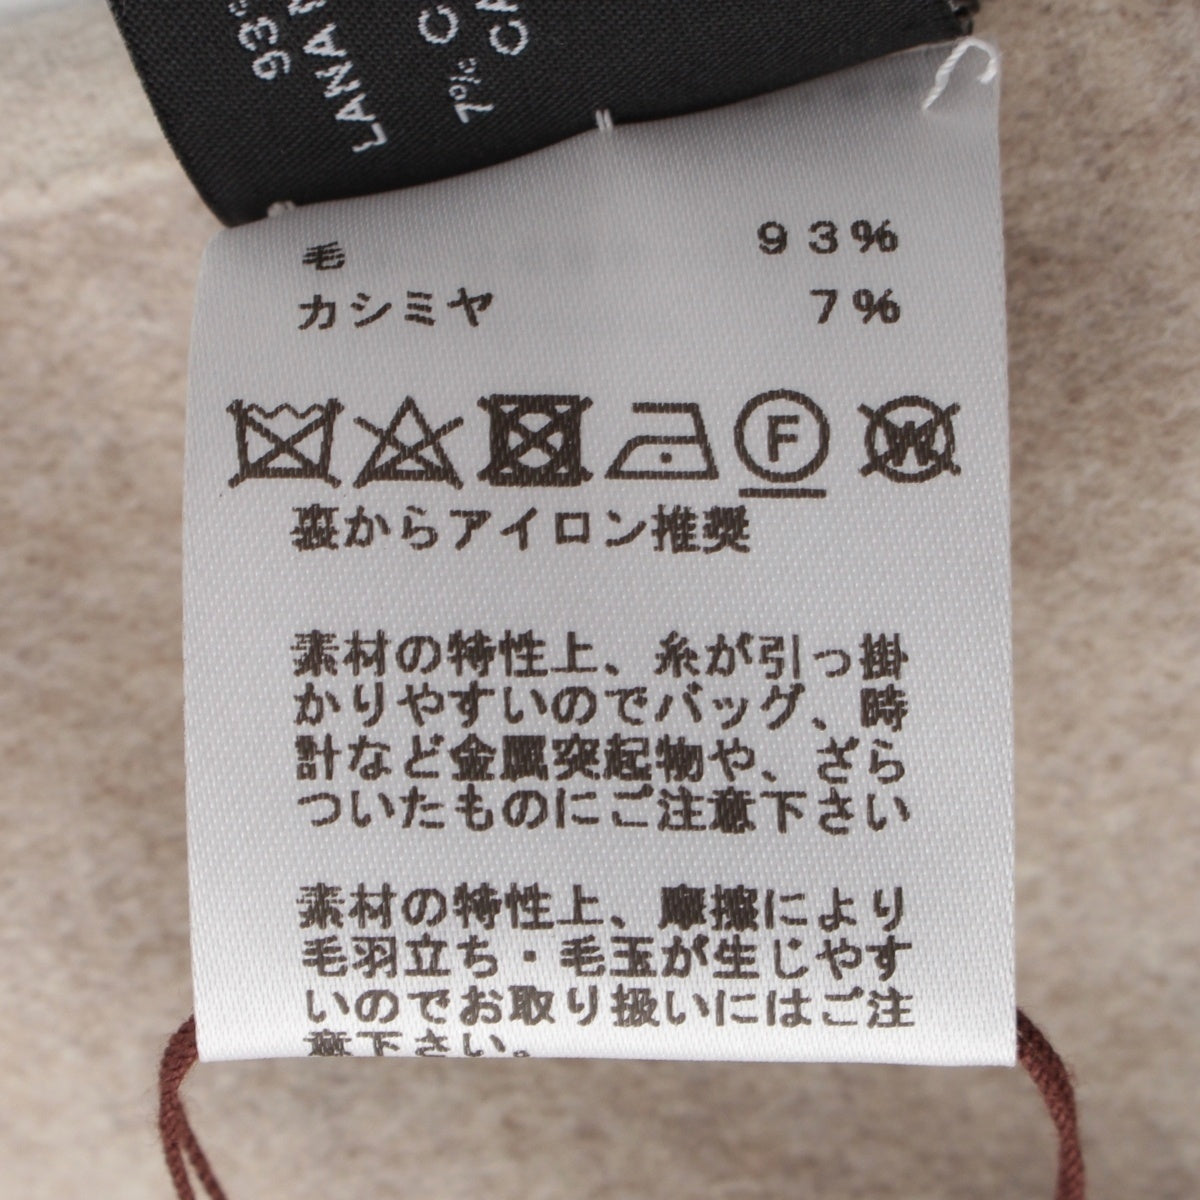 93%
LANA
7%
毛 93%
カシミヤ 7%
F
W
裏からアイロン推奨
素材の特性上、糸が引っ掛
かりやすいのでバッグ、時
計など金属突起物や、ざら
ついたものにご注意下さい
素材の特性上、摩擦により
毛羽立ち・毛玉が生じやす
いのでお取り扱いにはご注
意下さい。